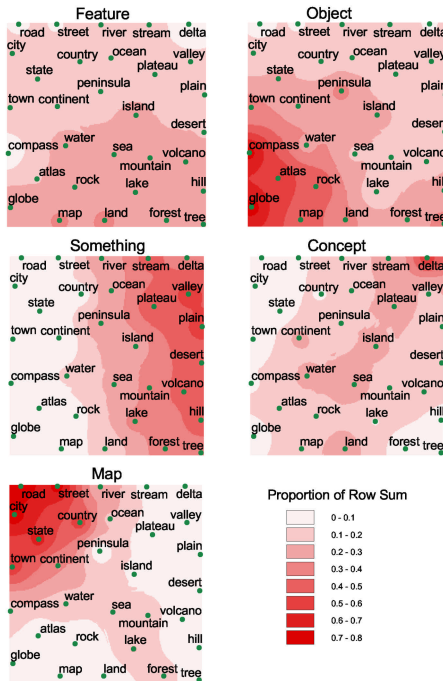 Feature
road street river stream delta
city country ocean valley
state plateau
peninsula plain
town continent island
desert
compass water sea volcano
atlas rock mountain
lake hill
globe map land forest tree
Object
road street river stream delta
city country ocean valley
state plateau
peninsula plain
town continent island
desert
compass water sea volcano
atlas rock mountain
lake hill
globe map land forest tree
Something
road street river stream delta
city country ocean valley
state plateau
peninsula plain
town continent island
desert
compass water sea volcano
atlas rock mountain
lake hill
globe map land forest tree
Concept
road street river stream delta
city country ocean valley
state plateau
peninsula plain
town continent island
desert
compass water sea volcano
atlas rock mountain
lake hill
globe map land forest tree
Map
road street river stream delta
city country ocean valley
state plateau
peninsula plain
town continent island
desert
compass water sea volcano
atlas rock mountain
lake hill
globe map land forest tree
Proportion of Row Sum
0 - 0.1
0.1 - 0.2
0.2 - 0.3
0.3 - 0.4
0.4 - 0.5
0.5 - 0.6
0.6 - 0.7
0.7 - 0.8